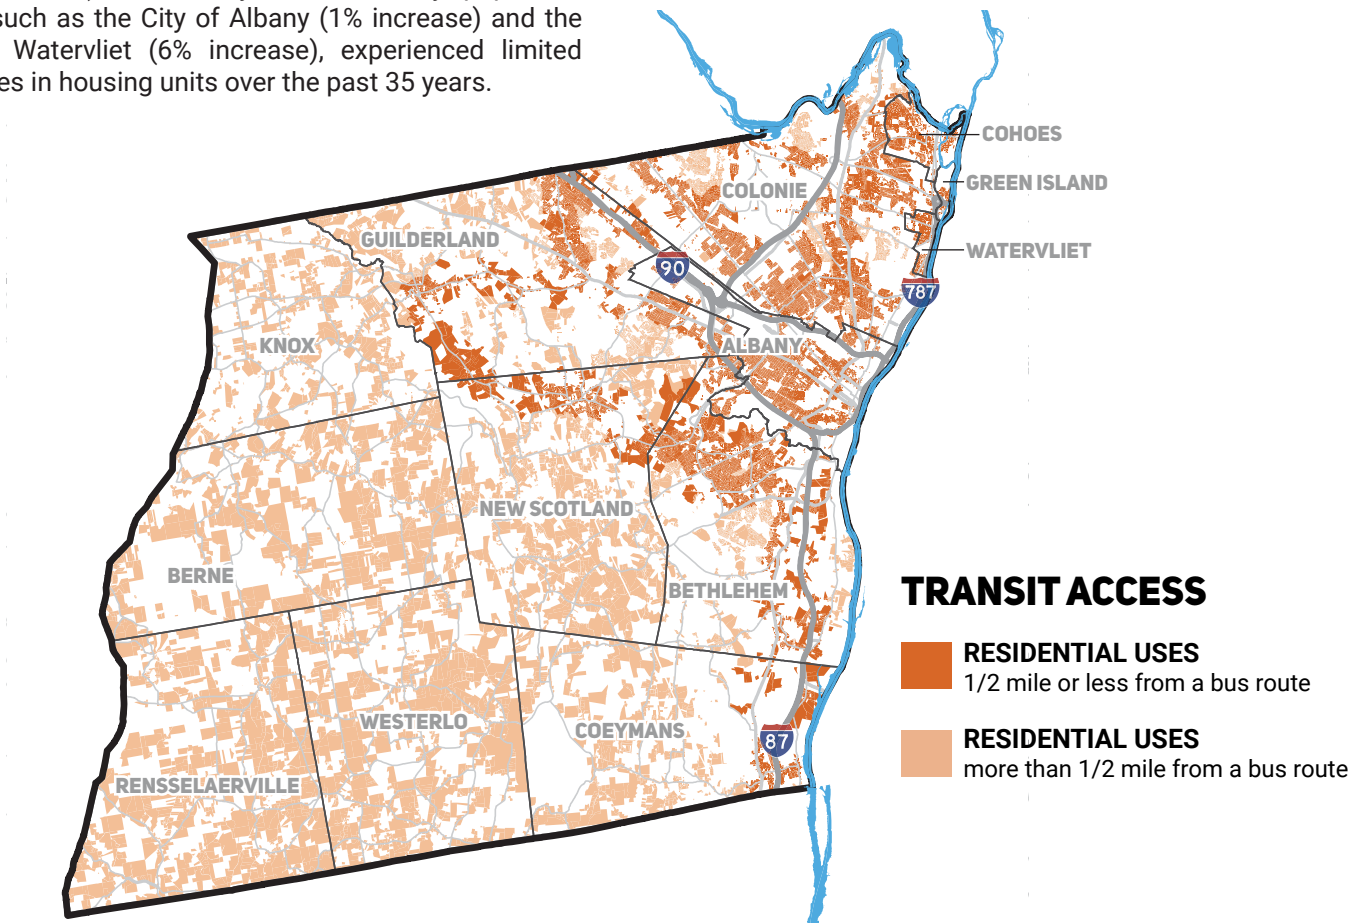 such as the City of Albany (1% increase) and the
Watervliet (6% increase), experienced limited
es in housing units over the past 35 years.
COHOES
GREEN ISLAND
COLONIE
GUILDERLAND
WATERVLIET
90
787
KNOX
ALBANY
NEW SCOTLAND
BERNE
BETHLEHEM
TRANSIT ACCESS
RESIDENTIAL USES
1/2 mile or less from a bus route
RESIDENTIAL USES
more than 1/2 mile from a bus route
WESTERLO
COEYMANS
87
RENSSELAERVILLE